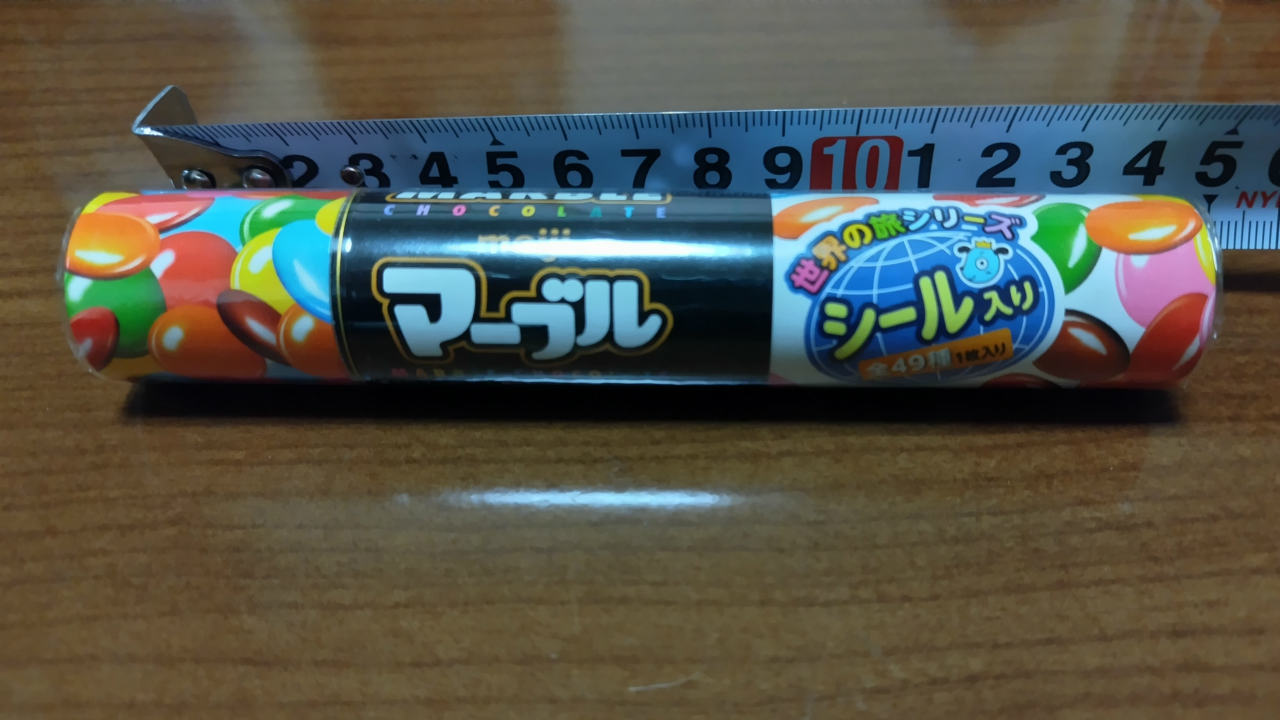 2 3 4 5 6 7 8 9 10 1 2 3 4 5
MARBLE
CHOCOLATE
meiji
マーブル
世界の旅シリーズ
シール入り
全49種 1枚入り